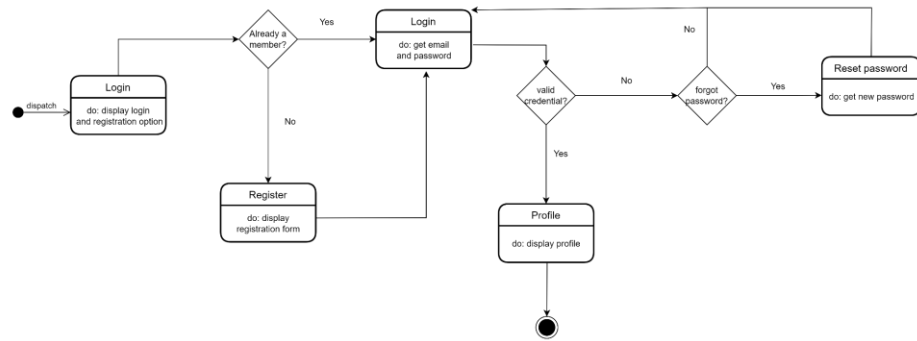 dispatch
Login
do: display login
and registration option
Already a
member?
Yes
No
Register
do: display
registration form
Login
do: get email
and password
valid
credential?
No
Yes
forgot
password?
No
Yes
Reset password
do: get new password
Profile
do: display profile